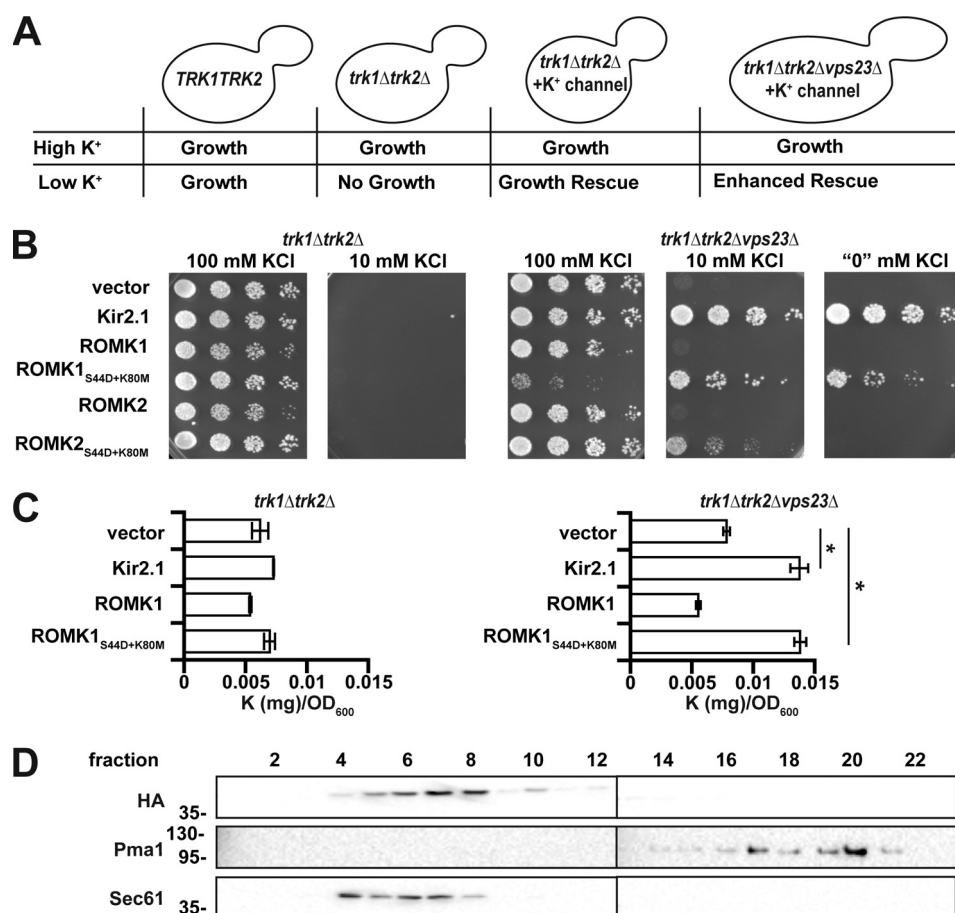 A
TRK1TRK2
trk1Δtrk2Δ
trk1Δtrk2Δ
+K⁺ channel
trk1Δtrk2Δvps23Δ
+K⁺ channel
High K⁺ Growth Growth Growth Growth
Low K⁺ Growth No Growth Growth Rescue Enhanced Rescue
B
trk1Δtrk2Δ trk1Δtrk2Δvps23Δ
100 mM KCl 10 mM KCl 100 mM KCl 10 mM KCl "0" mM KCl
vector
Kir2.1
ROMK1
ROMK1S44D+K80M
ROMK2
ROMK2S44D+K80M
C
trk1Δtrk2Δ
vector
Kir2.1
ROMK1
ROMK1S44D+K80M
0 0.005 0.01 0.015
K (mg)/OD600
trk1Δtrk2Δvps23Δ
vector
Kir2.1
ROMK1
ROMK1S44D+K80M
* *
0 0.005 0.01 0.015
K (mg)/OD600
D
fraction 2 4 6 8 10 12 14 16 18 20 22
HA
35-
130-
Pma1
95-
Sec61
35-